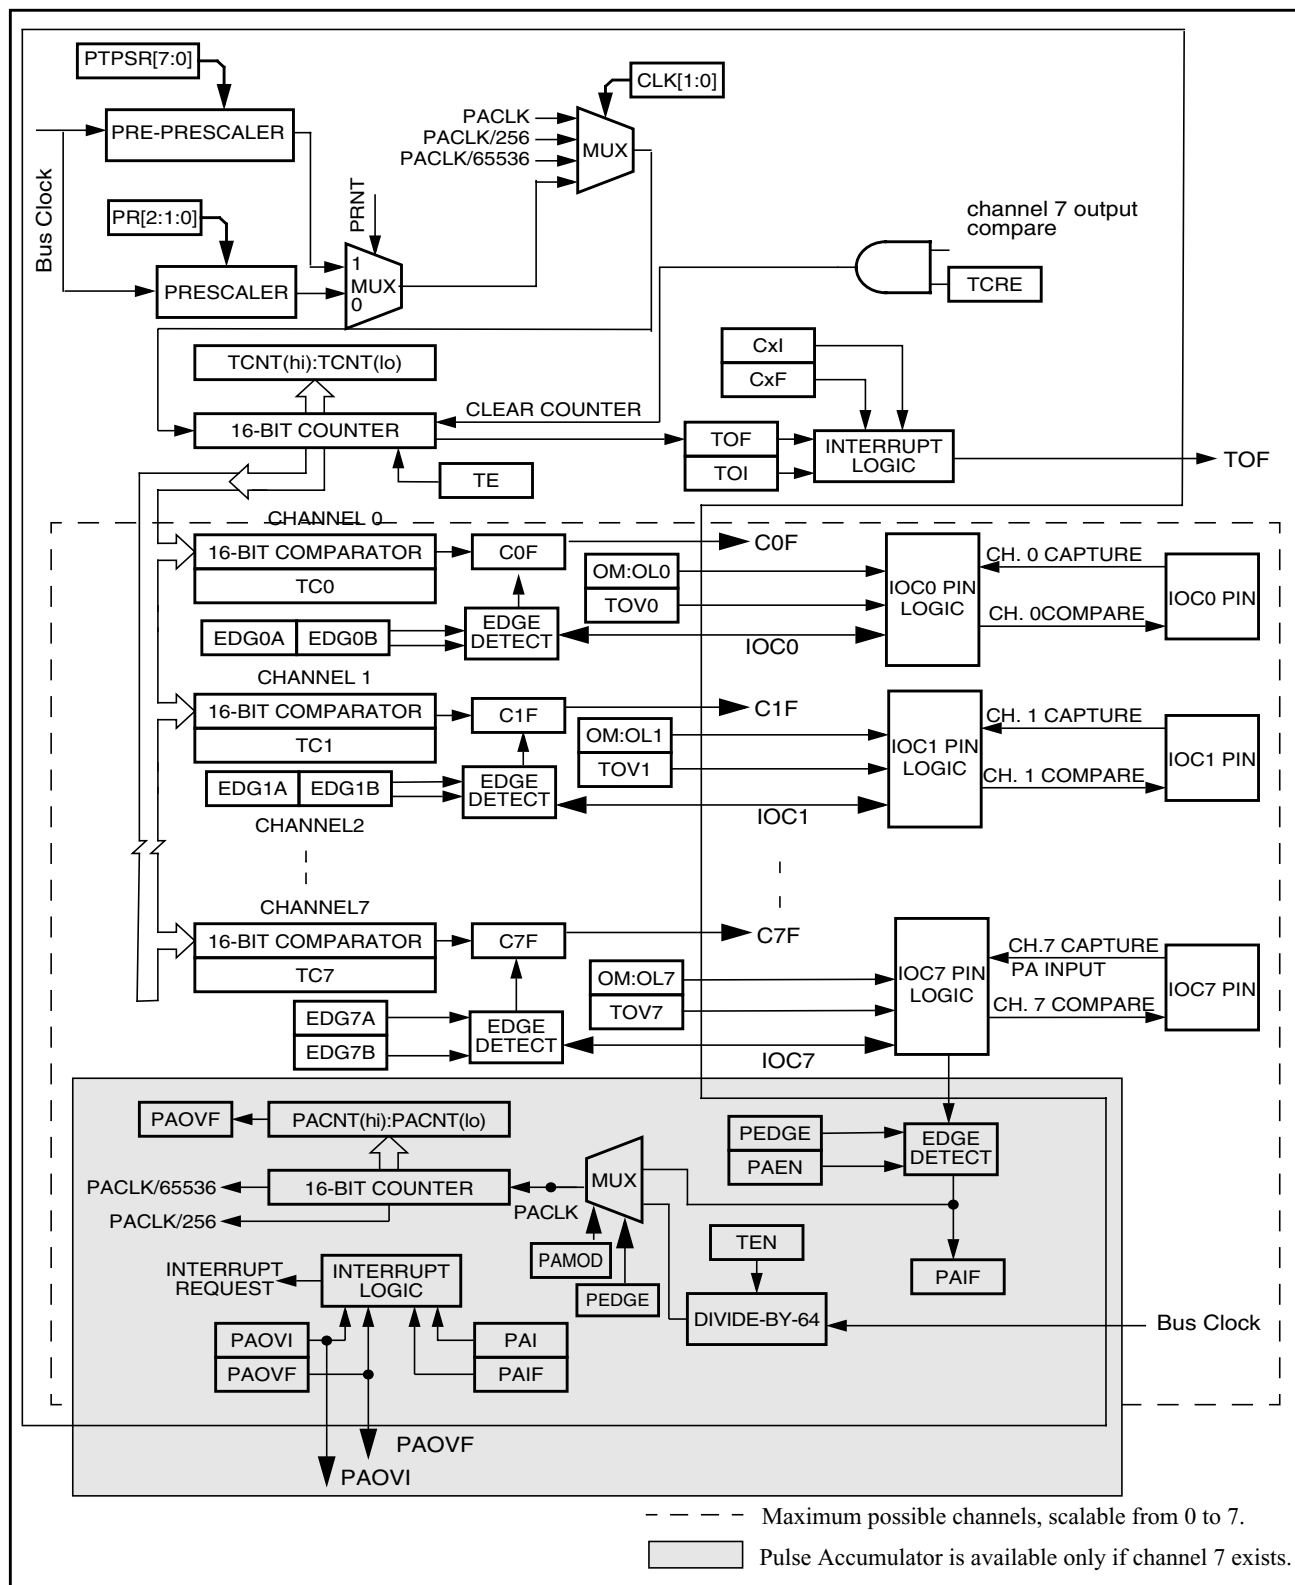 PTPSR[7:0]
CLK[1:0]
PRE-PRESCALER
PACLK
PACLK/256
PACLK/65536
MUX
Bus Clock
PR[2:1:0]
PRNT
channel 7 output
compare
PRESCALER
1
MUX
0
TCRE
TCNT(hi):TCNT(lo)
CxI
CxF
CLEAR COUNTER
16-BIT COUNTER
TOF
TOI
INTERRUPT
LOGIC
TOF
TE
CHANNEL 0
16-BIT COMPARATOR
TC0
C0F
C0F
OM:OL0
TOV0
IOC0 PIN
LOGIC
CH. 0 CAPTURE
CH. 0COMPARE
IOC0 PIN
EDG0A
EDG0B
EDGE
DETECT
IOC0
CHANNEL 1
16-BIT COMPARATOR
TC1
C1F
C1F
OM:OL1
TOV1
IOC1 PIN
LOGIC
CH. 1 CAPTURE
CH. 1 COMPARE
IOC1 PIN
EDG1A
EDG1B
EDGE
DETECT
IOC1
CHANNEL2
CHANNEL7
16-BIT COMPARATOR
TC7
C7F
C7F
OM:OL7
TOV7
IOC7 PIN
LOGIC
CH.7 CAPTURE
PA INPUT
CH. 7 COMPARE
IOC7 PIN
EDG7A
EDG7B
EDGE
DETECT
IOC7
PAOVF
PACNT(hi):PACNT(lo)
PEDGE
PAEN
EDGE
DETECT
PACLK/65536
16-BIT COUNTER
PACLK
MUX
PACLK/256
PAMOD
PEDGE
TEN
PAIF
INTERRUPT
REQUEST
INTERRUPT
LOGIC
DIVIDE-BY-64
Bus Clock
PAOVI
PAOVF
PAI
PAIF
PAOVF
PAOVI
Maximum possible channels, scalable from 0 to 7.
Pulse Accumulator is available only if channel 7 exists.